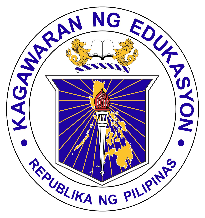 KAGAWARAN NG EDUKASYON
REPUBLIKA NG PILIPINAS